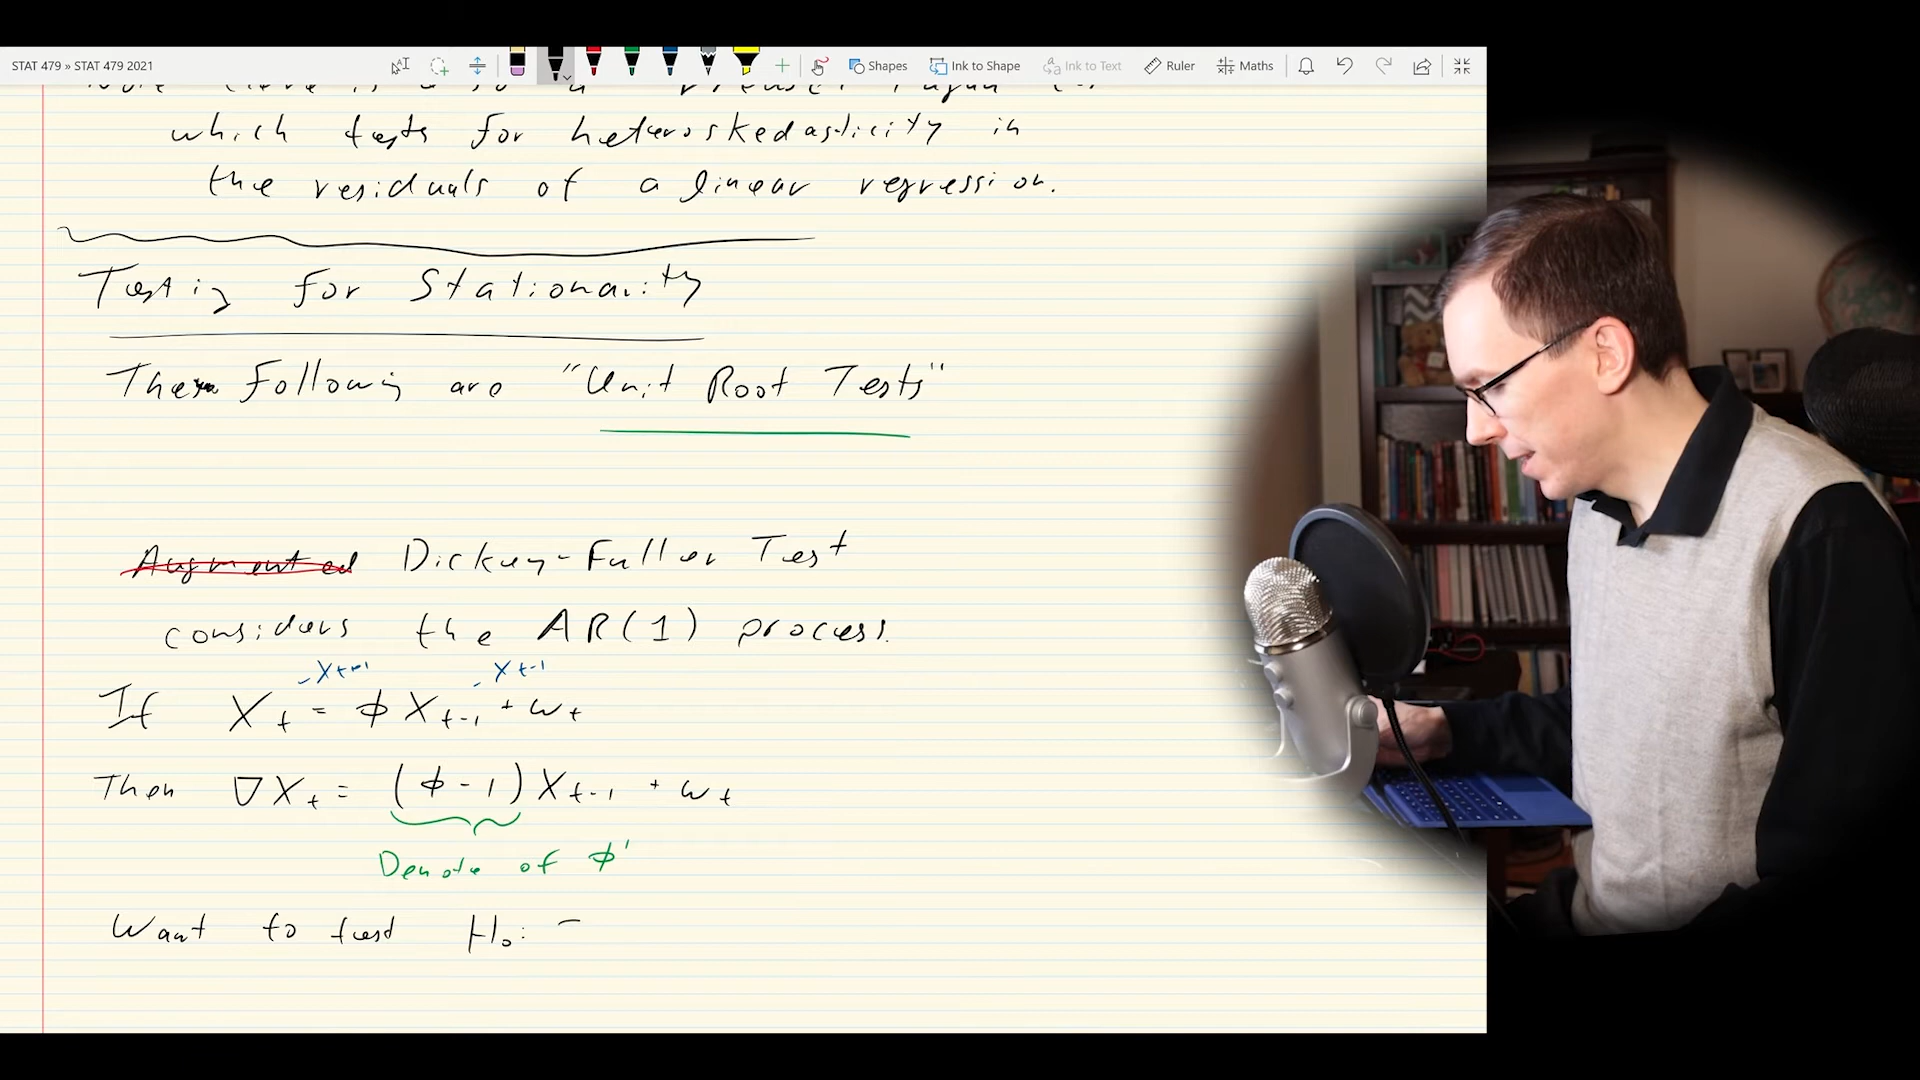 STAT 479 » STAT 479 2021
Shapes Ink to Shape Ink to Text Ruler Maths
which tests for heteroskedasticity in
the residuals of a linear regression.
Testing for Stationarity
Following are "Unit Root Tests"
Augmented Dickey-Fuller Test
considers the AR(1) process.
-Xt-1 -Xt-1
If Xt = ϕXt-1 + wt
Then ∇Xt = (ϕ-1)Xt-1 + wt
Denote of ϕ'
Want to test H₀: